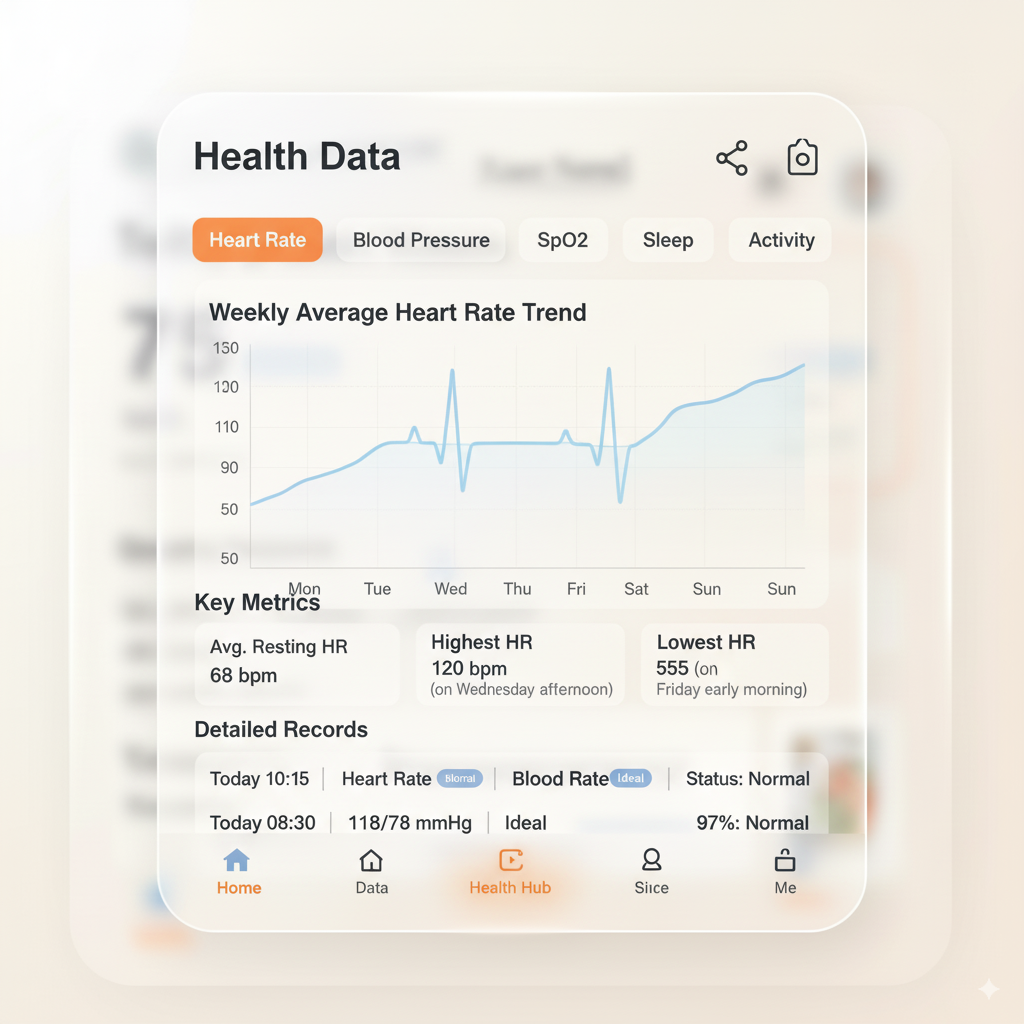 Health Data
Heart Rate Blood Pressure SpO2 Sleep Activity
Weekly Average Heart Rate Trend
150
120
110
90
50
50
Mon Tue Wed Thu Fri Sat Sun Sun
Key Metrics
Avg. Resting HR
68 bpm
Highest HR
120 bpm
(on Wednesday afternoon)
Lowest HR
555 (on
Friday early morning)
Detailed Records
Today 10:15 Heart Rate Blornal Blood Rate Ideal Status: Normal
Today 08:30 118/78 mmHg Ideal 97%: Normal
Home Data Health Hub Siice Me